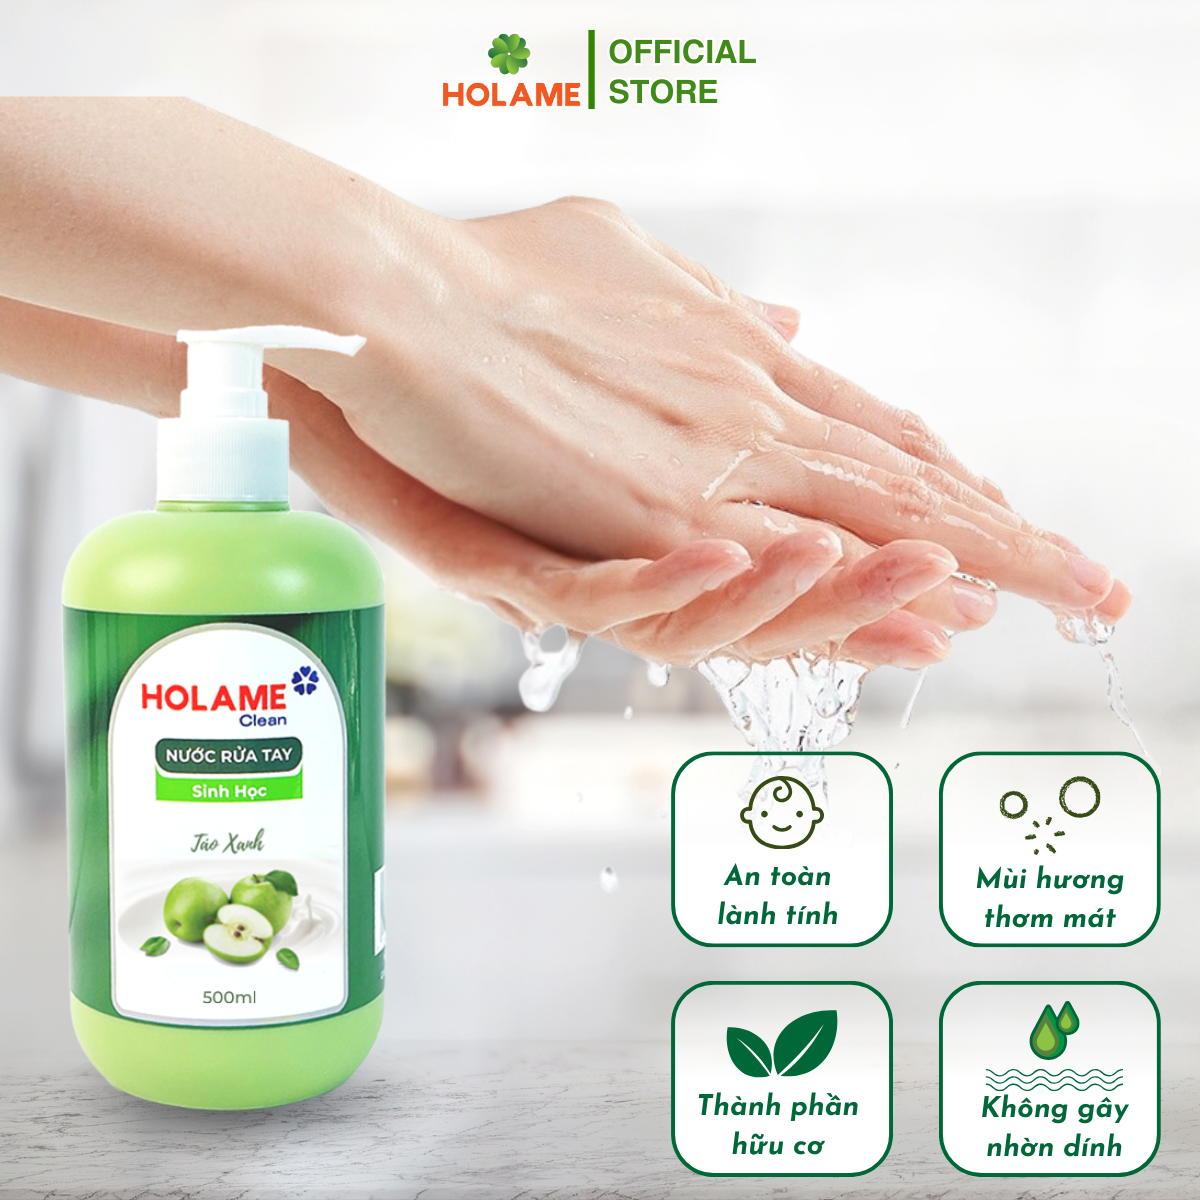 HOLAME
OFFICIAL
STORE
HOLAME
Clean
NƯỚC RỬA TAY
Sinh Học
Táo Xanh
500ml
An toàn
lành tính
Mùi hương
thơm mát
Thành phần
hữu cơ
Không gây
nhờn dính